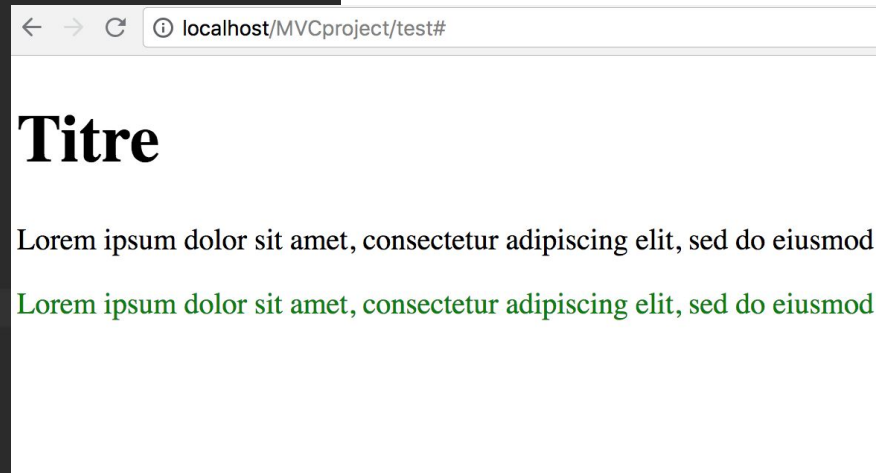 localhost/MVCproject/test#
Titre
Lorem ipsum dolor sit amet, consectetur adipiscing elit, sed do eiusmod
Lorem ipsum dolor sit amet, consectetur adipiscing elit, sed do eiusmod